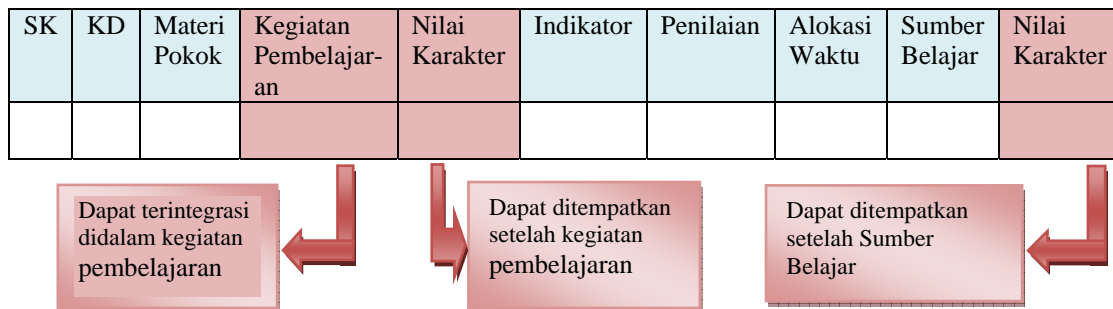 SK
KD
Materi
Pokok
Kegiatan
Pembelajar-
an
Nilai
Karakter
Indikator
Penilaian
Alokasi
Waktu
Sumber
Belajar
Nilai
Karakter
Dapat terintegrasi
didalam kegiatan
pembelajaran
Dapat ditempatkan
setelah kegiatan
pembelajaran
Dapat ditempatkan
setelah Sumber
Belajar